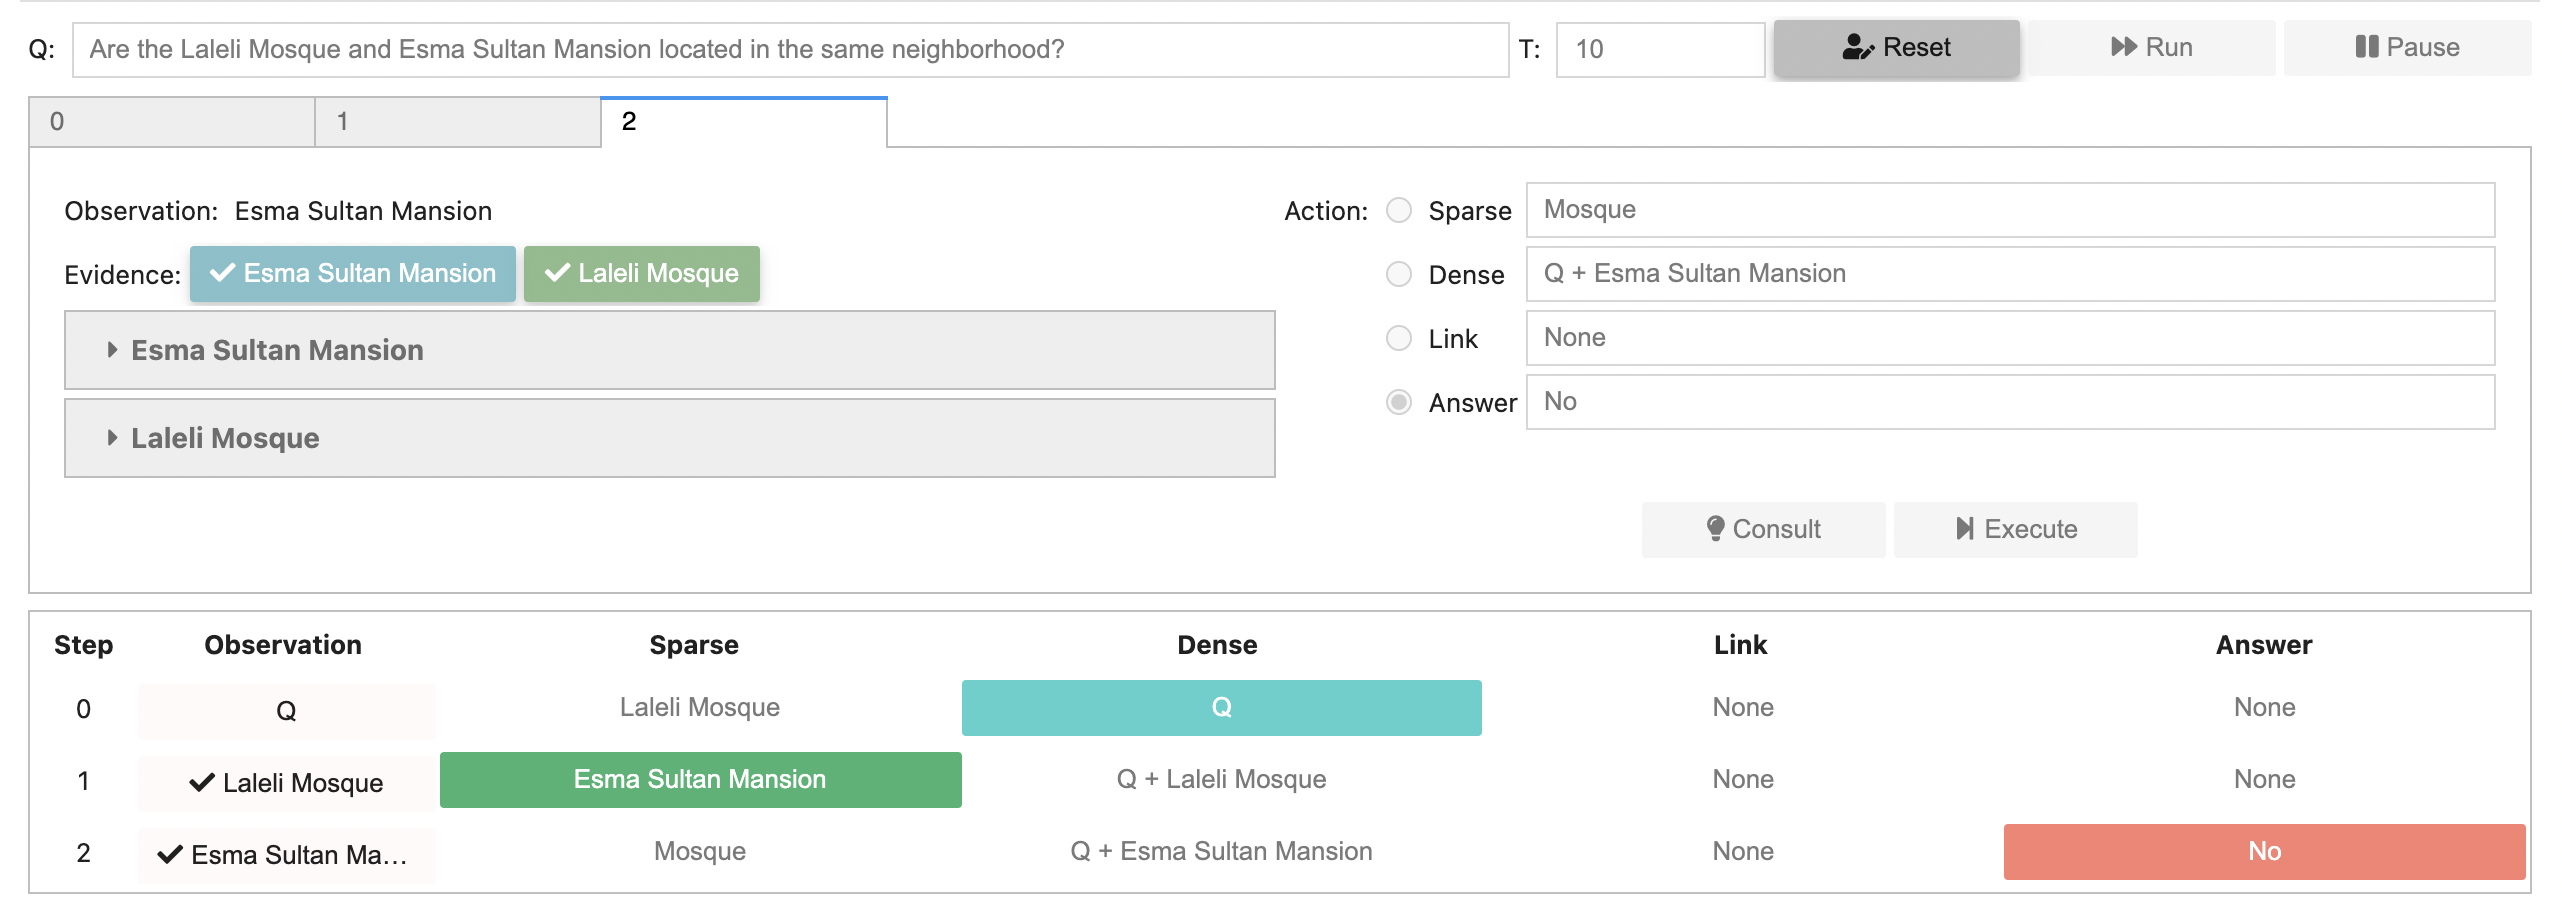 Q: Are the Laleli Mosque and Esma Sultan Mansion located in the same neighborhood? T: 10 Reset Run Pause
0 1 2
Observation: Esma Sultan Mansion
Evidence: Esma Sultan Mansion Laleli Mosque
Esma Sultan Mansion
Laleli Mosque
Action: Sparse Mosque
Dense Q + Esma Sultan Mansion
Link None
Answer No
Consult Execute
Step Observation Sparse Dense Link Answer
0 Q Laleli Mosque Q None None
1 Laleli Mosque Esma Sultan Mansion Q + Laleli Mosque None None
2 Esma Sultan Ma... Mosque Q + Esma Sultan Mansion None No